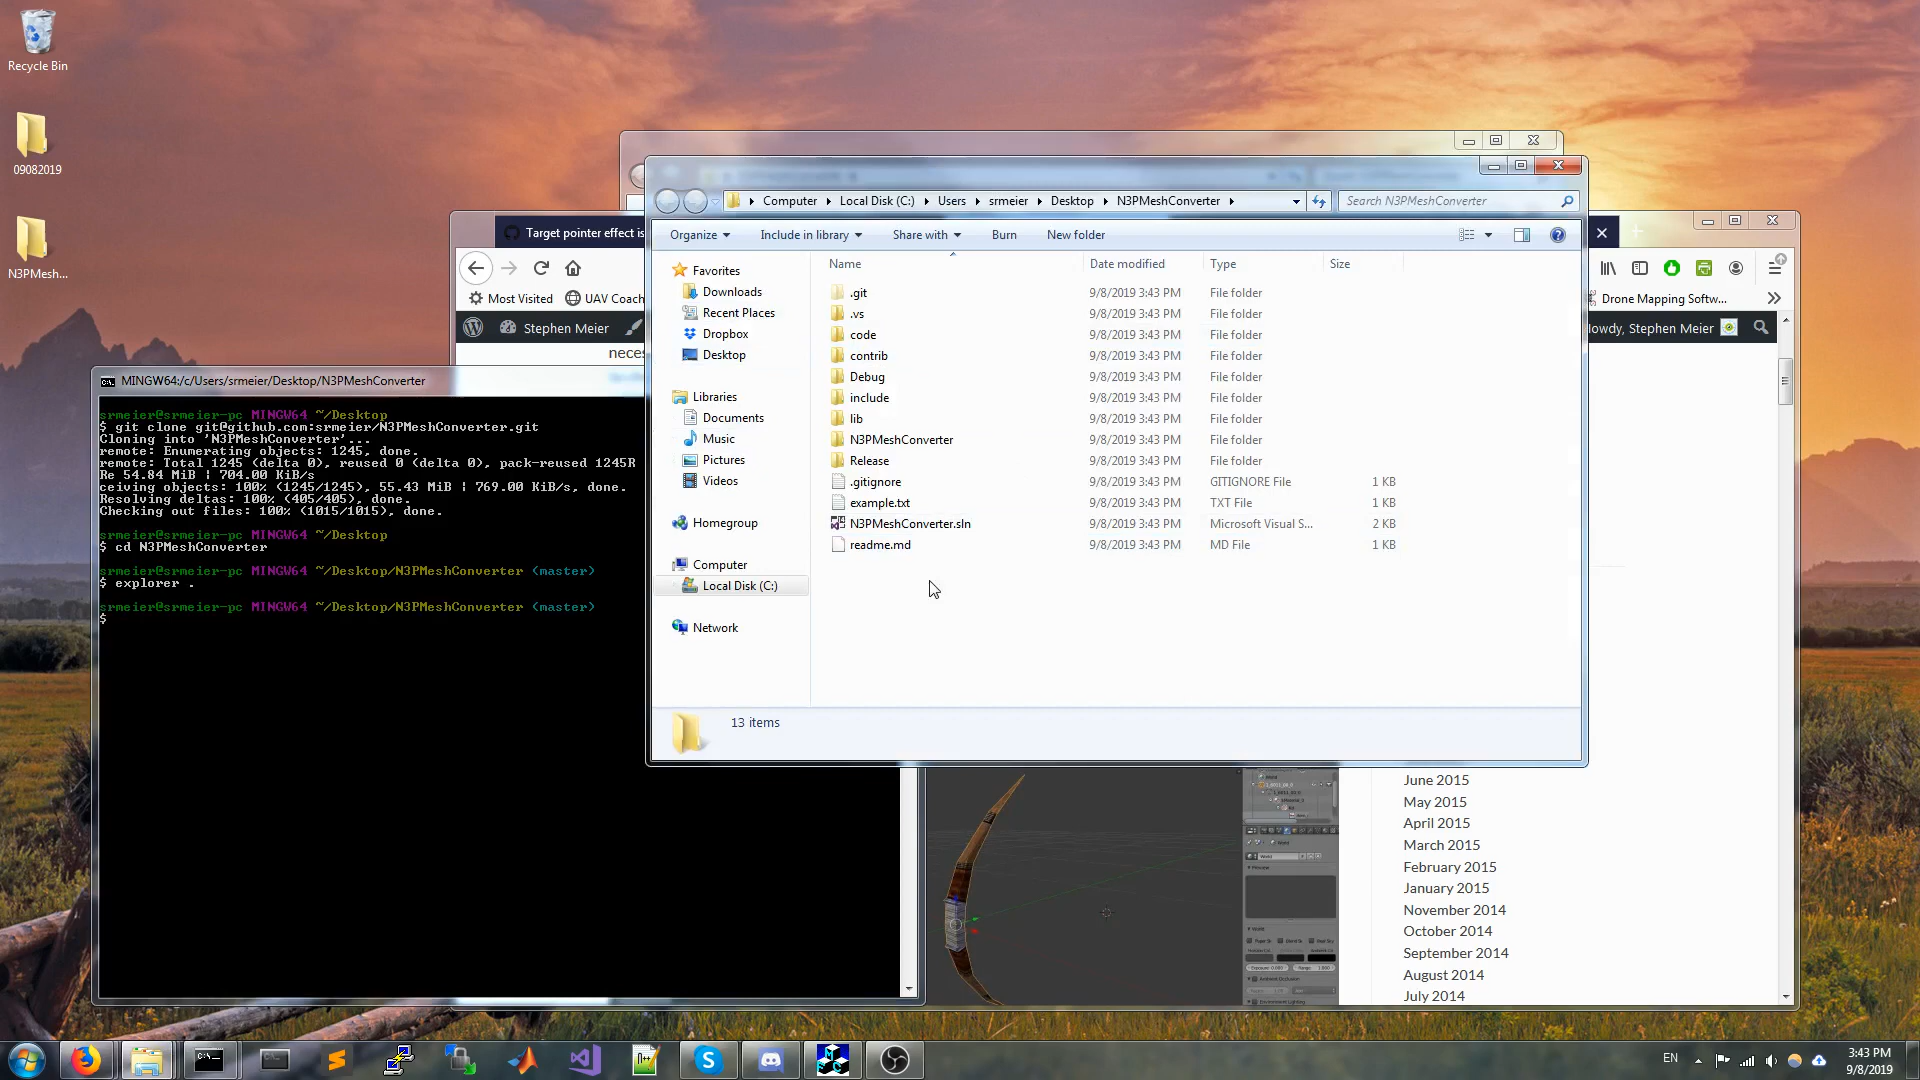 Recycle Bin
09082019
N3PMesh...
Computer
Local Disk (C:)
Users
srmeier
Desktop
N3PMeshConverter
Search N3PMeshConverter
Organize
Include in library
Share with
Burn
New folder
Name
Date modified
Type
Size
Favorites
Downloads
Recent Places
Dropbox
Desktop
Libraries
Documents
Music
Pictures
Videos
Homegroup
Computer
Local Disk (C:)
Network
.git 9/8/2019 3:43 PM File folder
.vs 9/8/2019 3:43 PM File folder
code 9/8/2019 3:43 PM File folder
contrib 9/8/2019 3:43 PM File folder
Debug 9/8/2019 3:43 PM File folder
include 9/8/2019 3:43 PM File folder
lib 9/8/2019 3:43 PM File folder
N3PMeshConverter 9/8/2019 3:43 PM File folder
Release 9/8/2019 3:43 PM File folder
.gitignore 9/8/2019 3:43 PM GITIGNORE File 1 KB
example.txt 9/8/2019 3:43 PM TXT File 1 KB
N3PMeshConverter.sln 9/8/2019 3:43 PM Microsoft Visual S... 2 KB
readme.md 9/8/2019 3:43 PM MD File 1 KB
13 items
Target pointer effect is
Most Visited
UAV Coach
Drone Mapping Softw...
Stephen Meier
lowdy, Stephen Meier
neces
MINGW64:/c/Users/srmeier/Desktop/N3PMeshConverter
srmeier@srmeier-pc MINGW64 ~/Desktop
$ git clone git@github.com:srmeier/N3PMeshConverter.git
Cloning into 'N3PMeshConverter'...
remote: Enumerating objects: 1245, done.
remote: Total 1245 (delta 0), reused 0 (delta 0), pack-reused 1245R
Re 54.84 MiB | 704.00 KiB/s
ceiving objects: 100% (1245/1245), 55.43 MiB | 769.00 KiB/s, done.
Resolving deltas: 100% (405/405), done.
Checking out files: 100% (1015/1015), done.
srmeier@srmeier-pc MINGW64 ~/Desktop
$ cd N3PMeshConverter
srmeier@srmeier-pc MINGW64 ~/Desktop/N3PMeshConverter (master)
$ explorer .
srmeier@srmeier-pc MINGW64 ~/Desktop/N3PMeshConverter (master)
$
June 2015
May 2015
April 2015
March 2015
February 2015
January 2015
November 2014
October 2014
September 2014
August 2014
July 2014
EN
3:43 PM
9/8/2019